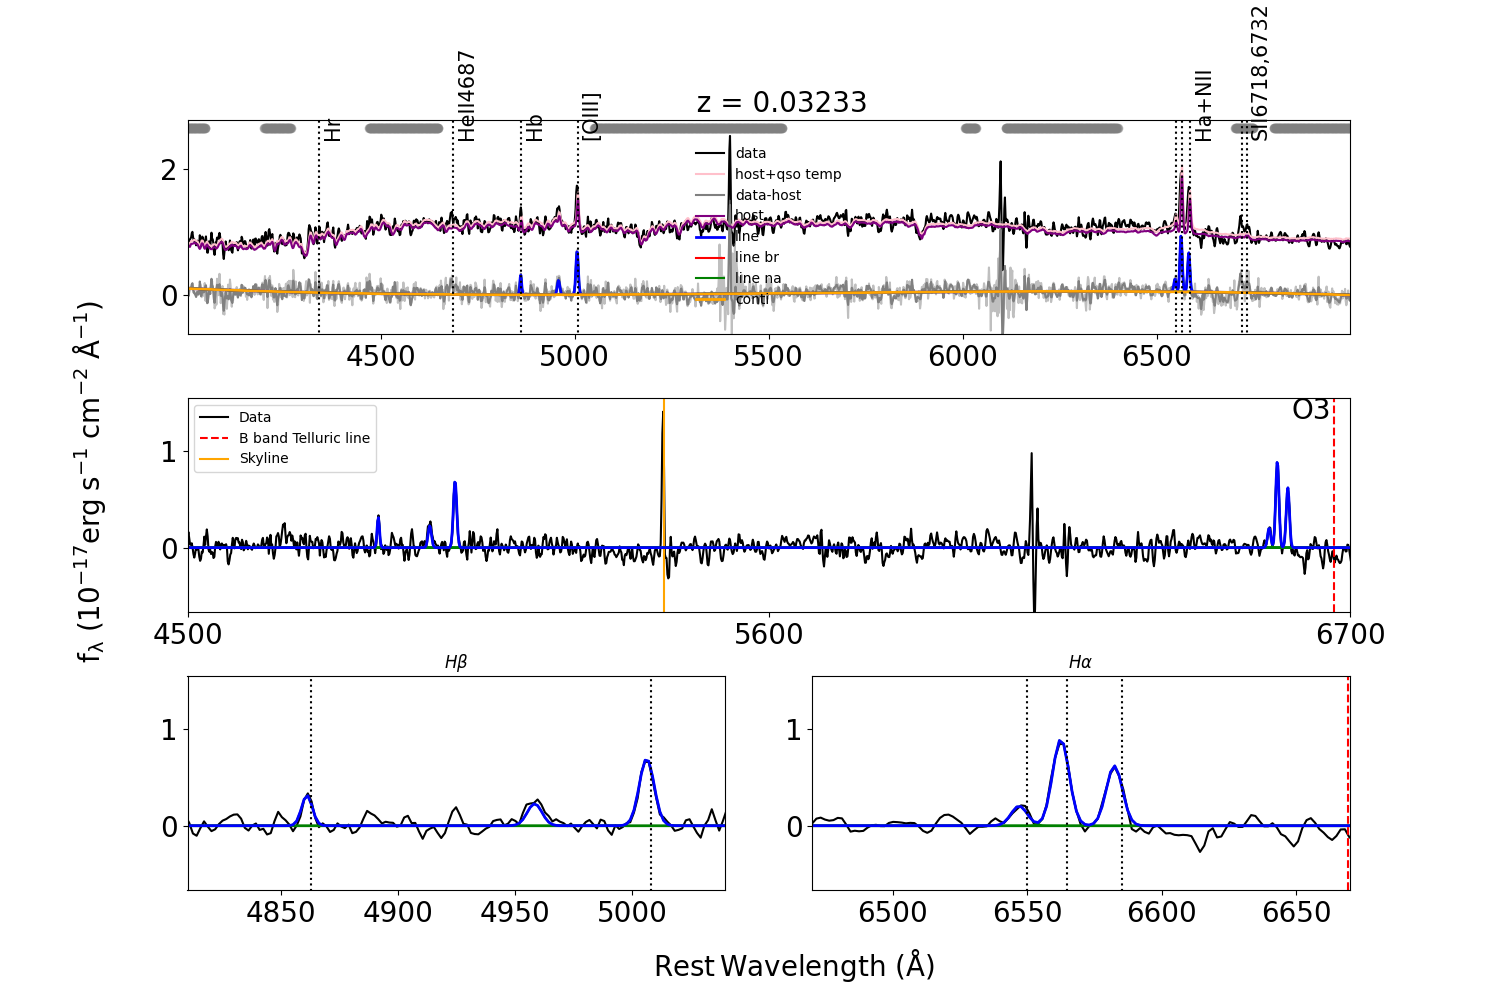 z = 0.03233
Hr
HeII4687
Hb
[OIII]
Ha+NII
SII6718,6732
data
host+qso temp
data-host
host
line
line br
line na
conti
2
0
4500 5000 5500 6000 6500
Data
B band Telluric line
Skyline
O3
1
0
4500 5600 6700
fλ (10⁻¹⁷erg s⁻¹ cm⁻² Å⁻¹)
Hβ
1
0
4850 4900 4950 5000
Hα
1
0
6500 6550 6600 6650
Rest Wavelength (Å)